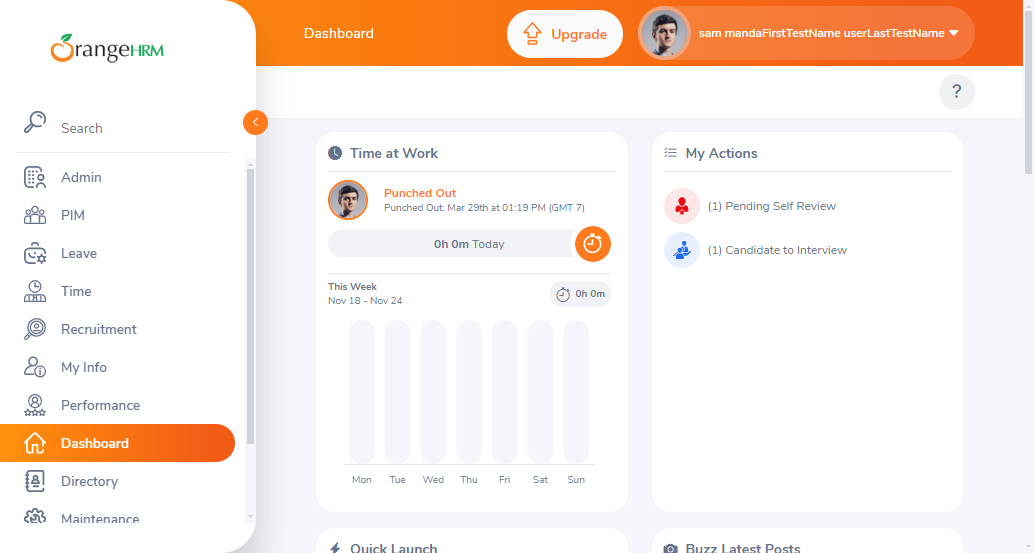 OrangeHRM
Dashboard
Upgrade
sam mandaFirstTestName userLastTestName
?
Search
Admin
PIM
Leave
Time
Recruitment
My Info
Performance
Dashboard
Directory
Maintenance
Time at Work
Punched Out
Punched Out: Mar 29th at 01:19 PM (GMT 7)
0h 0m Today
This Week
Nov 18 - Nov 24
0h 0m
Mon Tue Wed Thu Fri Sat Sun
My Actions
(1) Pending Self Review
(1) Candidate to Interview
Quick Launch
Buzz Latest Posts